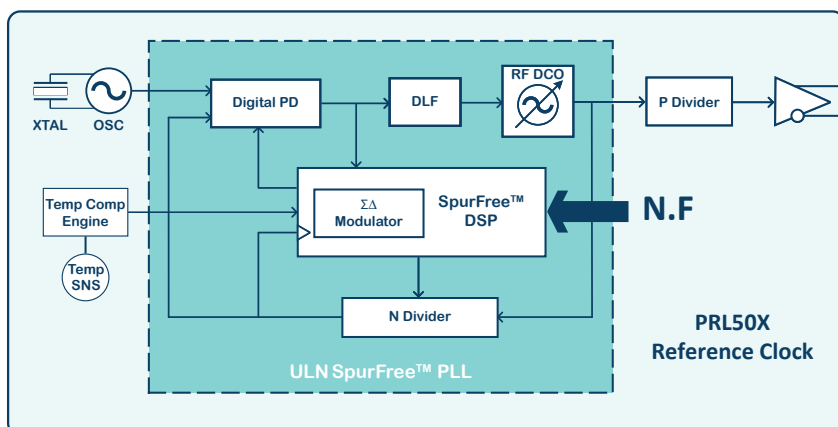 RF DCO
Digital PD
DLF
P Divider
XTAL
OSC
Temp Comp
Engine
ΣΔ
Modulator
SpurFree™
DSP
N.F
Temp
SNS
N Divider
PRL50X
Reference Clock
ULN SpurFree™ PLL